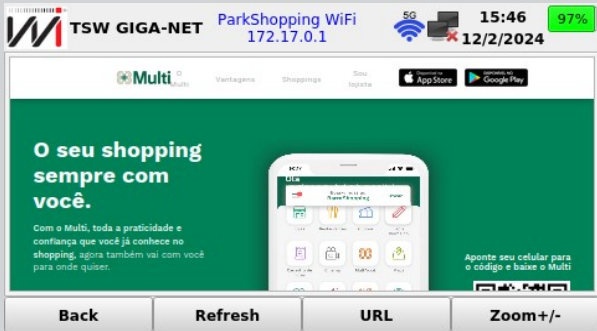 TSW GIGA-NET
ParkShopping WiFi
172.17.0.1
5G
15:46
12/2/2024
97%
Multi
O
Multi
Vantagens
Shoppings
Sou
lojista
App Store
Google Play
O seu shopping
sempre com
você.
Com o Multi, toda a praticidade e
confiança que você já conhece no
shopping, agora também vai com você
para onde quiser.
ParkShopping
Aponte seu celular para
o código e baixe o Multi
Back
Refresh
URL
Zoom+/-